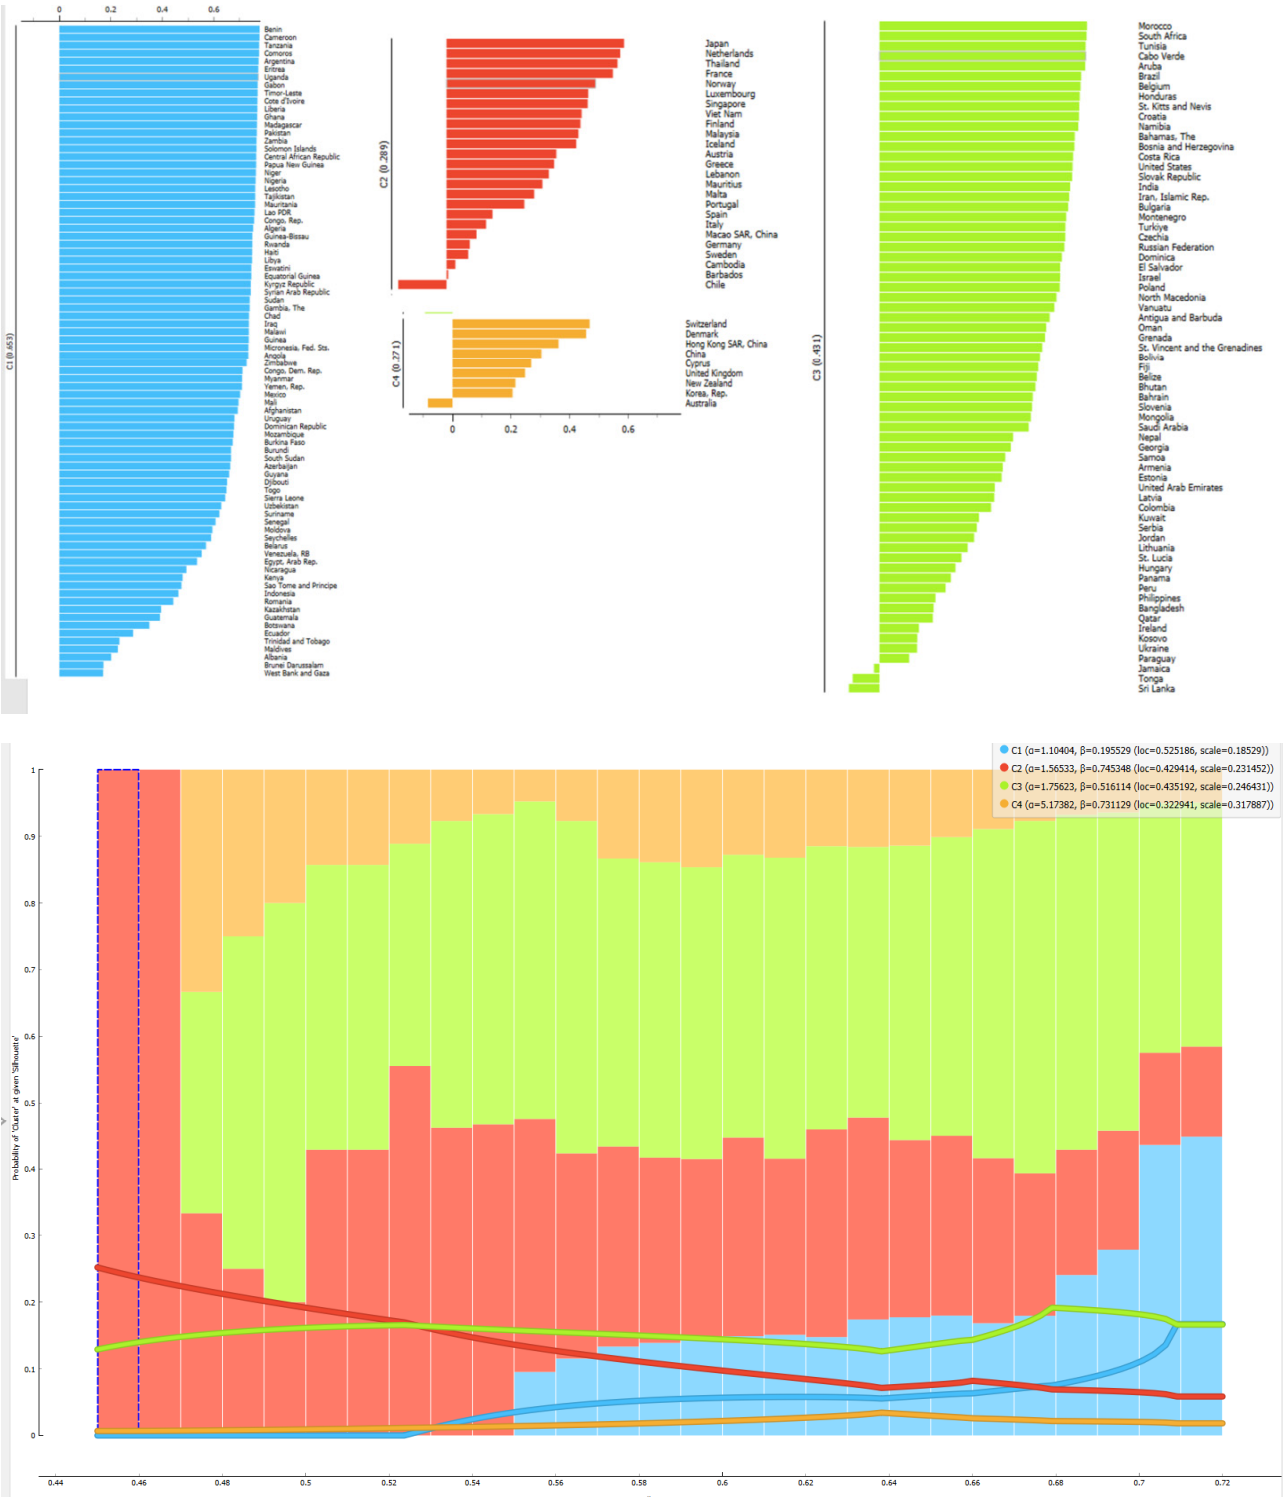 0 0.2 0.4 0.6
C1 (0.653)
Benin
Cameroon
Tanzania
Comoros
Argentina
Eritrea
Uganda
Gabon
Timor-Leste
Cote d'Ivoire
Liberia
Ghana
Madagascar
Pakistan
Zambia
Solomon Islands
Central African Republic
Papua New Guinea
Niger
Nigeria
Lesotho
Tajikistan
Mauritania
Lao PDR
Congo, Rep.
Algeria
Guinea-Bissau
Rwanda
Haiti
Libya
Eswatini
Equatorial Guinea
Kyrgyz Republic
Syrian Arab Republic
Sudan
Gambia, The
Chad
Iraq
Malawi
Guinea
Micronesia, Fed. Sts.
Angola
Zimbabwe
Congo, Dem. Rep.
Myanmar
Yemen, Rep.
Mexico
Mali
Afghanistan
Uruguay
Dominican Republic
Mozambique
Burkina Faso
Burundi
South Sudan
Azerbaijan
Guyana
Djibouti
Togo
Sierra Leone
Uzbekistan
Suriname
Senegal
Moldova
Seychelles
Belarus
Venezuela, RB
Egypt, Arab Rep.
Nicaragua
Kenya
Sao Tome and Principe
Indonesia
Romania
Kazakhstan
Guatemala
Botswana
Ecuador
Trinidad and Tobago
Maldives
Albania
Brunei Darussalam
West Bank and Gaza
C2 (0.289)
Japan
Netherlands
Thailand
France
Norway
Luxembourg
Singapore
Viet Nam
Finland
Malaysia
Iceland
Austria
Greece
Lebanon
Mauritius
Malta
Portugal
Spain
Italy
Macao SAR, China
Germany
Sweden
Cambodia
Barbados
Chile
C4 (0.271)
Switzerland
Denmark
Hong Kong SAR, China
China
Cyprus
United Kingdom
New Zealand
Korea, Rep.
Australia
0 0.2 0.4 0.6
C3 (0.431)
Morocco
South Africa
Tunisia
Cabo Verde
Aruba
Brazil
Belgium
Honduras
St. Kitts and Nevis
Croatia
Namibia
Bahamas, The
Bosnia and Herzegovina
Costa Rica
United States
Slovak Republic
India
Iran, Islamic Rep.
Bulgaria
Montenegro
Turkiye
Czechia
Russian Federation
Dominica
El Salvador
Israel
Poland
North Macedonia
Vanuatu
Antigua and Barbuda
Oman
Grenada
St. Vincent and the Grenadines
Bolivia
Fiji
Belize
Bhutan
Bahrain
Slovenia
Mongolia
Saudi Arabia
Nepal
Georgia
Samoa
Armenia
Estonia
United Arab Emirates
Latvia
Colombia
Kuwait
Serbia
Jordan
Lithuania
St. Lucia
Hungary
Panama
Peru
Philippines
Bangladesh
Qatar
Ireland
Kosovo
Ukraine
Paraguay
Jamaica
Tonga
Sri Lanka
C1 (α=1.10404, β=0.195529 (loc=0.525186, scale=0.18529))
C2 (α=1.56533, β=0.745348 (loc=0.429414, scale=0.231452))
C3 (α=1.75623, β=0.516114 (loc=0.435192, scale=0.246431))
C4 (α=5.17382, β=0.731129 (loc=0.322941, scale=0.317887))
Probability of 'Cluster' at given 'Silhouette'
1
0.9
0.8
0.7
0.6
0.5
0.4
0.3
0.2
0.1
0
0.44 0.46 0.48 0.5 0.52 0.54 0.56 0.58 0.6 0.62 0.64 0.66 0.68 0.7 0.72